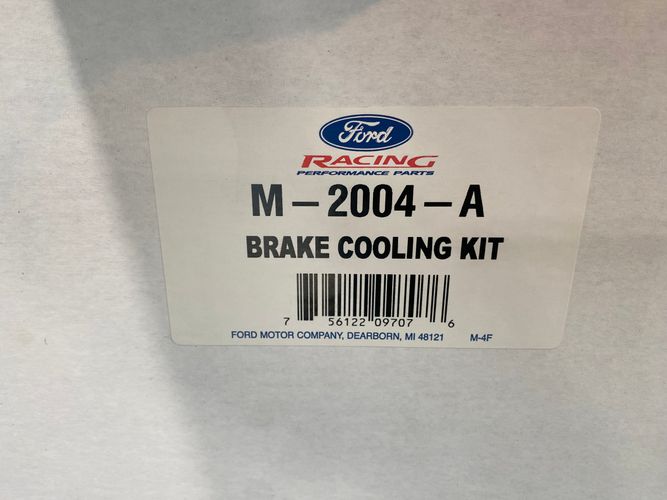 Ford
RACING
PERFORMANCE PARTS
M-2004-A
BRAKE COOLING KIT
7 56122 09707 6
FORD MOTOR COMPANY, DEARBORN, MI 48121 M-4F